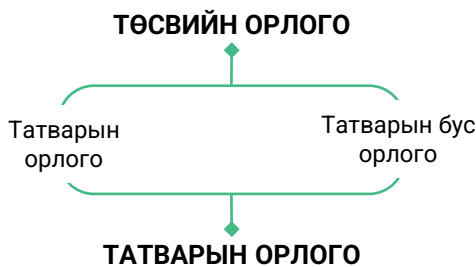 ТӨСВИЙН ОРЛОГО
Татварын
орлого
Татварын бус
орлого
ТАТВАРЫН ОРЛОГО